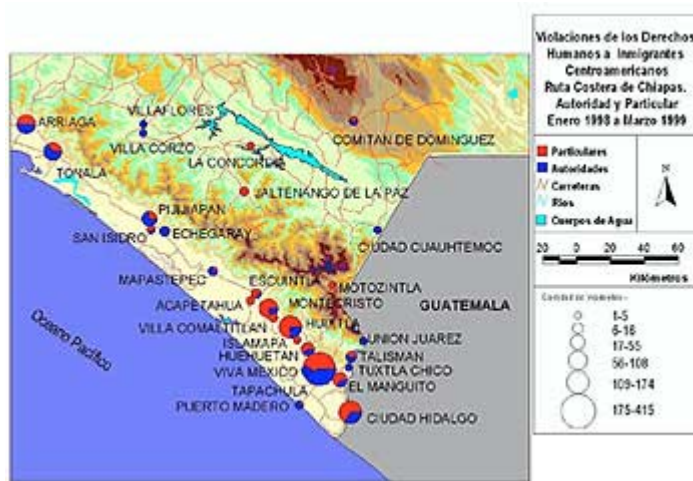 Violaciones de los Derechos
Humanos a Inmigrantes
Centroamericanos
Ruta Costera de Chiapas.
Autoridad y Particular
Enero 1998 a Marzo 1999
Particulares
Autoridades
Carreteras
Ríos
Cuerpos de Agua
N
20 0 20 40 60
Kilómetros
1-5
6-16
17-55
56-108
109-174
175-415
ARRIAGA
VILLAFLORES
VILLA CORZO
COMITAN DE DOMINGUEZ
TONALA
LA CONCORDIA
JALTENANGO DE LA PAZ
PIJIJIAPAN
SAN ISIDRO
ECHEGARAY
CIUDAD CUAUHTEMOC
MAPASTEPEC
ESCUINTLA
MOTOZINTLA
ACAPETAHUA
MONTECRISTO
GUATEMALA
VILLA COMALTITLAN
HUIXTLA
Oceano Pacífico
ISLAMAPA
UNION JUAREZ
HUEHUETAN
TALISMAN
VIVA MEXICO
TUXTLA CHICO
TAPACHULA
EL MANGUITO
PUERTO MADERO
CIUDAD HIDALGO